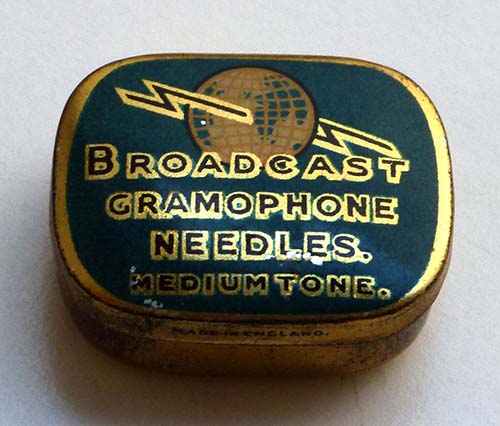 BROADCAST
GRAMOPHONE
NEEDLES.
MEDIUM TONE.
MADE IN ENGLAND.